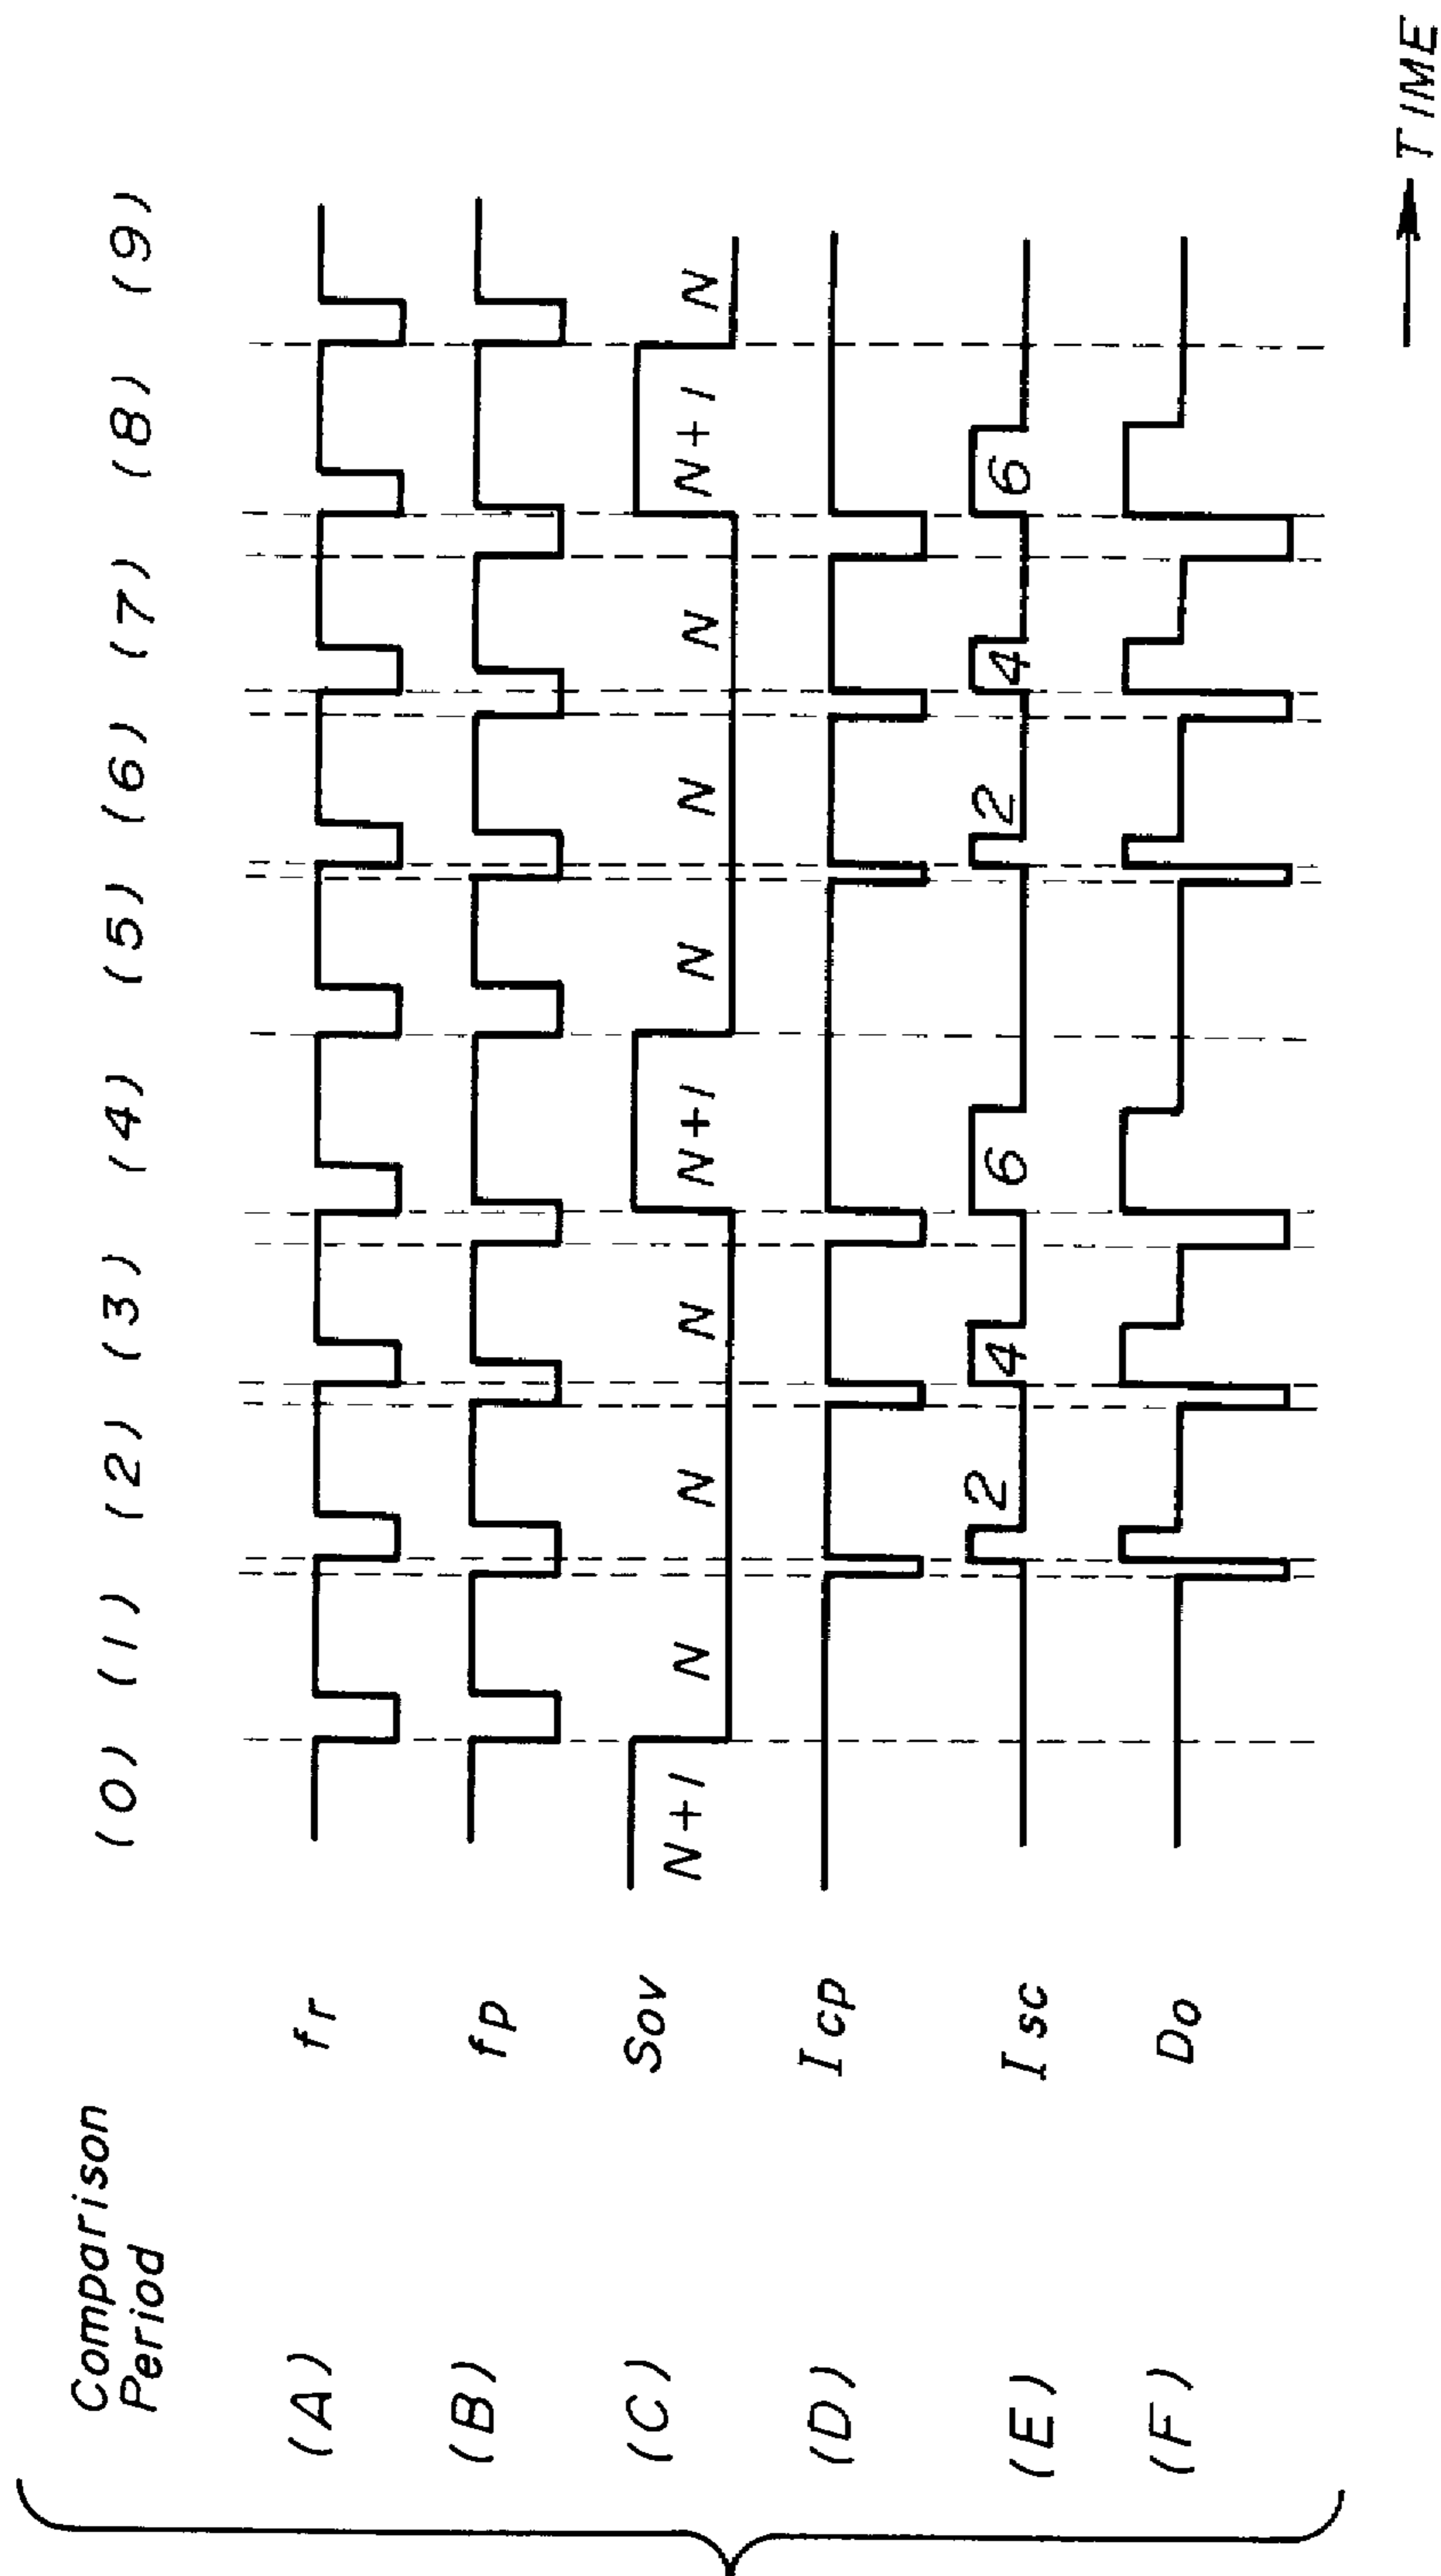 Comparison
Period
(0) (1) (2) (3) (4) (5) (6) (7) (8) (9)
(A) fr
(B) fp
(C) Sov N+1 N N N N+1 N N N N+1 N
(D) Icp
(E) Isc 2 4 6 2 4 6
(F) Do
TIME